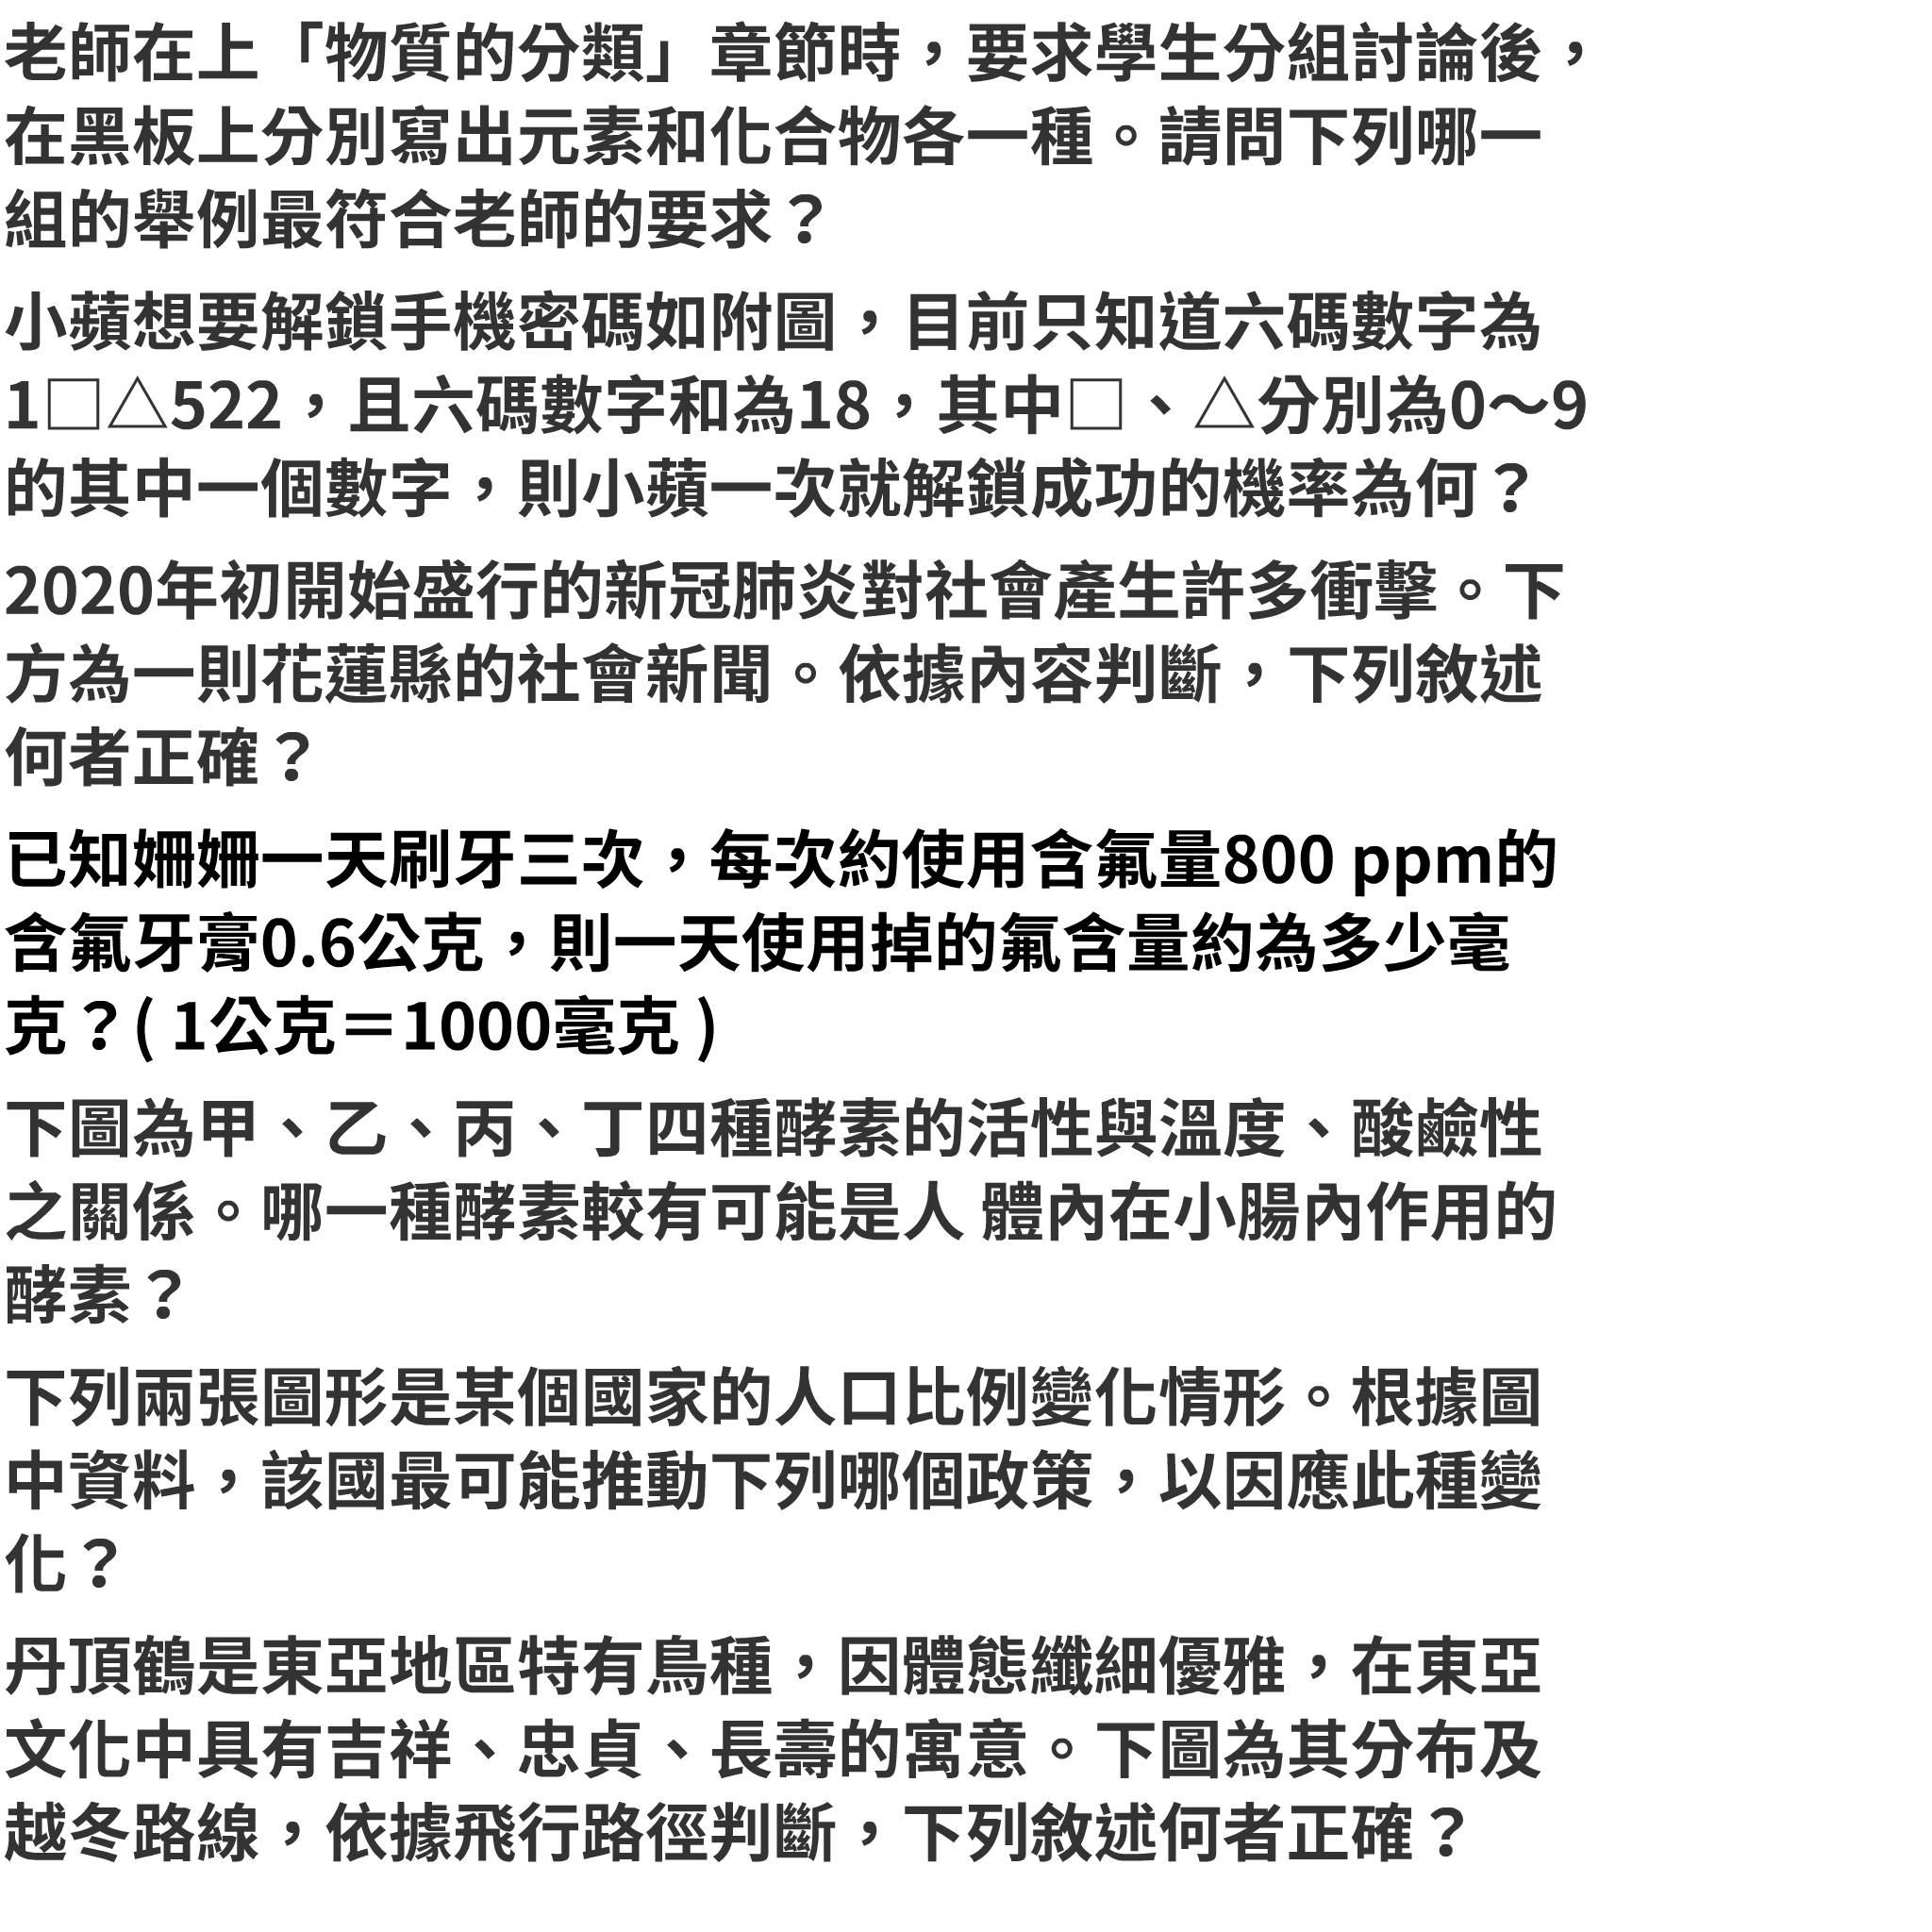 老師在上「物質的分類」章節時，要求學生分組討論後，
在黑板上分別寫出元素和化合物各一種。請問下列哪一
組的舉例最符合老師的要求？
小蘋想要解鎖手機密碼如附圖，目前只知道六碼數字為
1□△522，且六碼數字和為18，其中□、△分別為0～9
的其中一個數字，則小蘋一次就解鎖成功的機率為何？
2020年初開始盛行的新冠肺炎對社會產生許多衝擊。下
方為一則花蓮縣的社會新聞。依據內容判斷，下列敘述
何者正確？
已知姍姍一天刷牙三次，每次約使用含氟量800 ppm的
含氟牙膏0.6公克，則一天使用掉的氟含量約為多少毫
克？( 1公克＝1000毫克 )
下圖為甲、乙、丙、丁四種酵素的活性與溫度、酸鹼性
之關係。哪一種酵素較有可能是人 體內在小腸內作用的
酵素？
下列兩張圖形是某個國家的人口比例變化情形。根據圖
中資料，該國最可能推動下列哪個政策，以因應此種變
化？
丹頂鶴是東亞地區特有鳥種，因體態纖細優雅，在東亞
文化中具有吉祥、忠貞、長壽的寓意。下圖為其分布及
越冬路線，依據飛行路徑判斷，下列敘述何者正確？